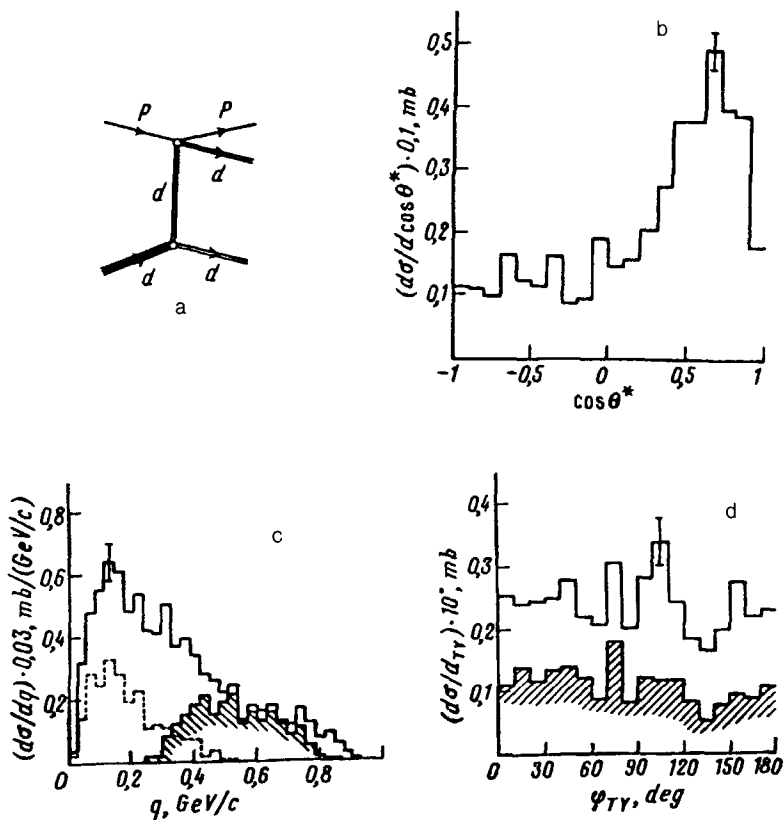 P P
d
d
d d
a
b
0,5
0,4
0,3
0,2
0,1
(dσ/dcosθ*)·0,1, mb
-1 -0,5 0 0,5 1
cosθ*
c
0,8
0,6
0,4
0,2
(dσ/dq)·0,03, mb/(GeV/c)
0 0,2 0,4 0,6 0,8
q, GeV/c
d
0,4
0,3
0,2
0,1
(dσ/d_TY)·10°, mb
0 30 60 90 120 150 180
φ_TY, deg